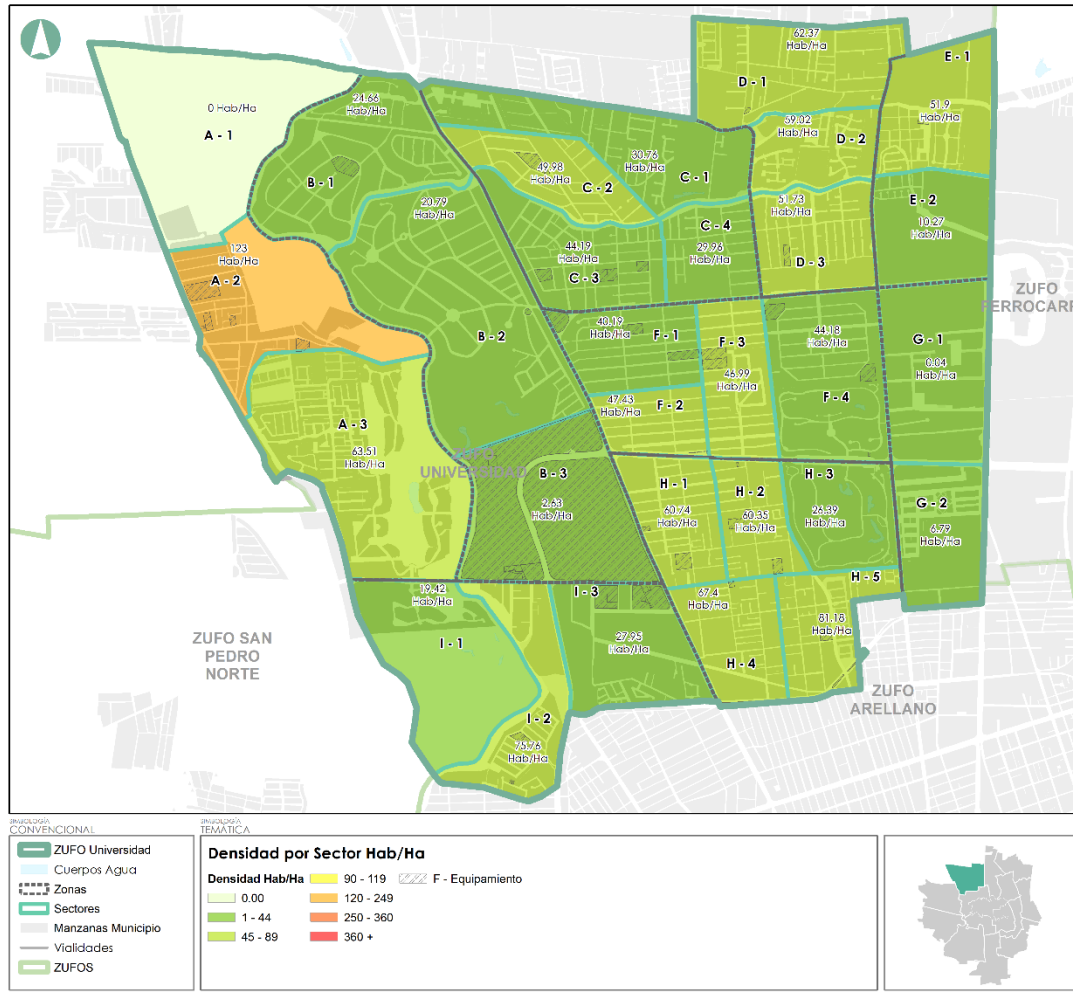 62.37
Hab/Ha
D - 1
E - 1
0 Hab/Ha
A - 1
24.66
Hab/Ha
51.9
Hab/Ha
59.02
Hab/Ha
D - 2
30.76
Hab/Ha
C - 1
49.98
Hab/Ha
C - 2
B - 1
20.79
Hab/Ha
51.73
Hab/Ha
D - 3
E - 2
10.27
Hab/Ha
C - 4
29.96
Hab/Ha
44.19
Hab/Ha
C - 3
123
Hab/Ha
A - 2
ZUFO
FERROCARR
B - 2
40.19
Hab/Ha
F - 1
F - 3
46.99
Hab/Ha
44.18
Hab/Ha
F - 4
G - 1
0.04
Hab/Ha
47.43
Hab/Ha
F - 2
A - 3
63.51
Hab/Ha
UNIVERSIDAD
B - 3
2.63
Hab/Ha
H - 1
60.74
Hab/Ha
H - 2
60.35
Hab/Ha
H - 3
26.39
Hab/Ha
G - 2
6.79
Hab/Ha
19.42
Hab/Ha
I - 1
I - 3
27.95
Hab/Ha
67.4
Hab/Ha
H - 4
H - 5
81.18
Hab/Ha
I - 2
75.76
Hab/Ha
ZUFO SAN
PEDRO
NORTE
ZUFO
ARELLANO
SIMBOLOGÍA
CONVENCIONAL
ZUFO Universidad
Cuerpos Agua
Zonas
Sectores
Manzanas Municipio
Vialidades
ZUFOS
SIMBOLOGÍA
TEMATICA
Densidad por Sector Hab/Ha
Densidad Hab/Ha
0.00
1 - 44
45 - 89
90 - 119
120 - 249
250 - 360
360 +
F - Equipamiento